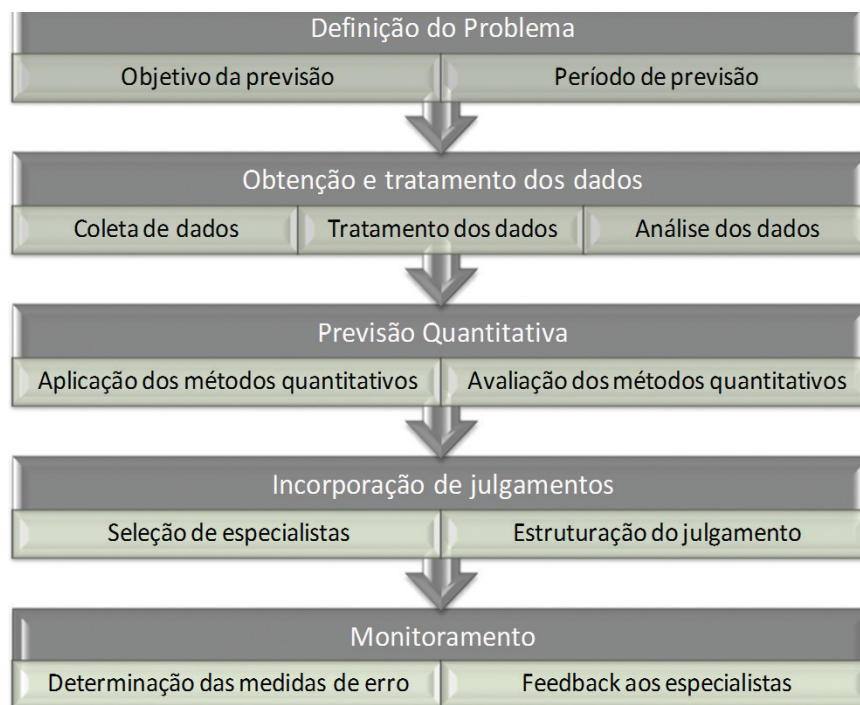 Definição do Problema
Objetivo da previsão
Período de previsão
Obtenção e tratamento dos dados
Coleta de dados
Tratamento dos dados
Análise dos dados
Previsão Quantitativa
Aplicação dos métodos quantitativos
Avaliação dos métodos quantitativos
Incorporação de julgamentos
Seleção de especialistas
Estruturação do julgamento
Monitoramento
Determinação das medidas de erro
Feedback aos especialistas